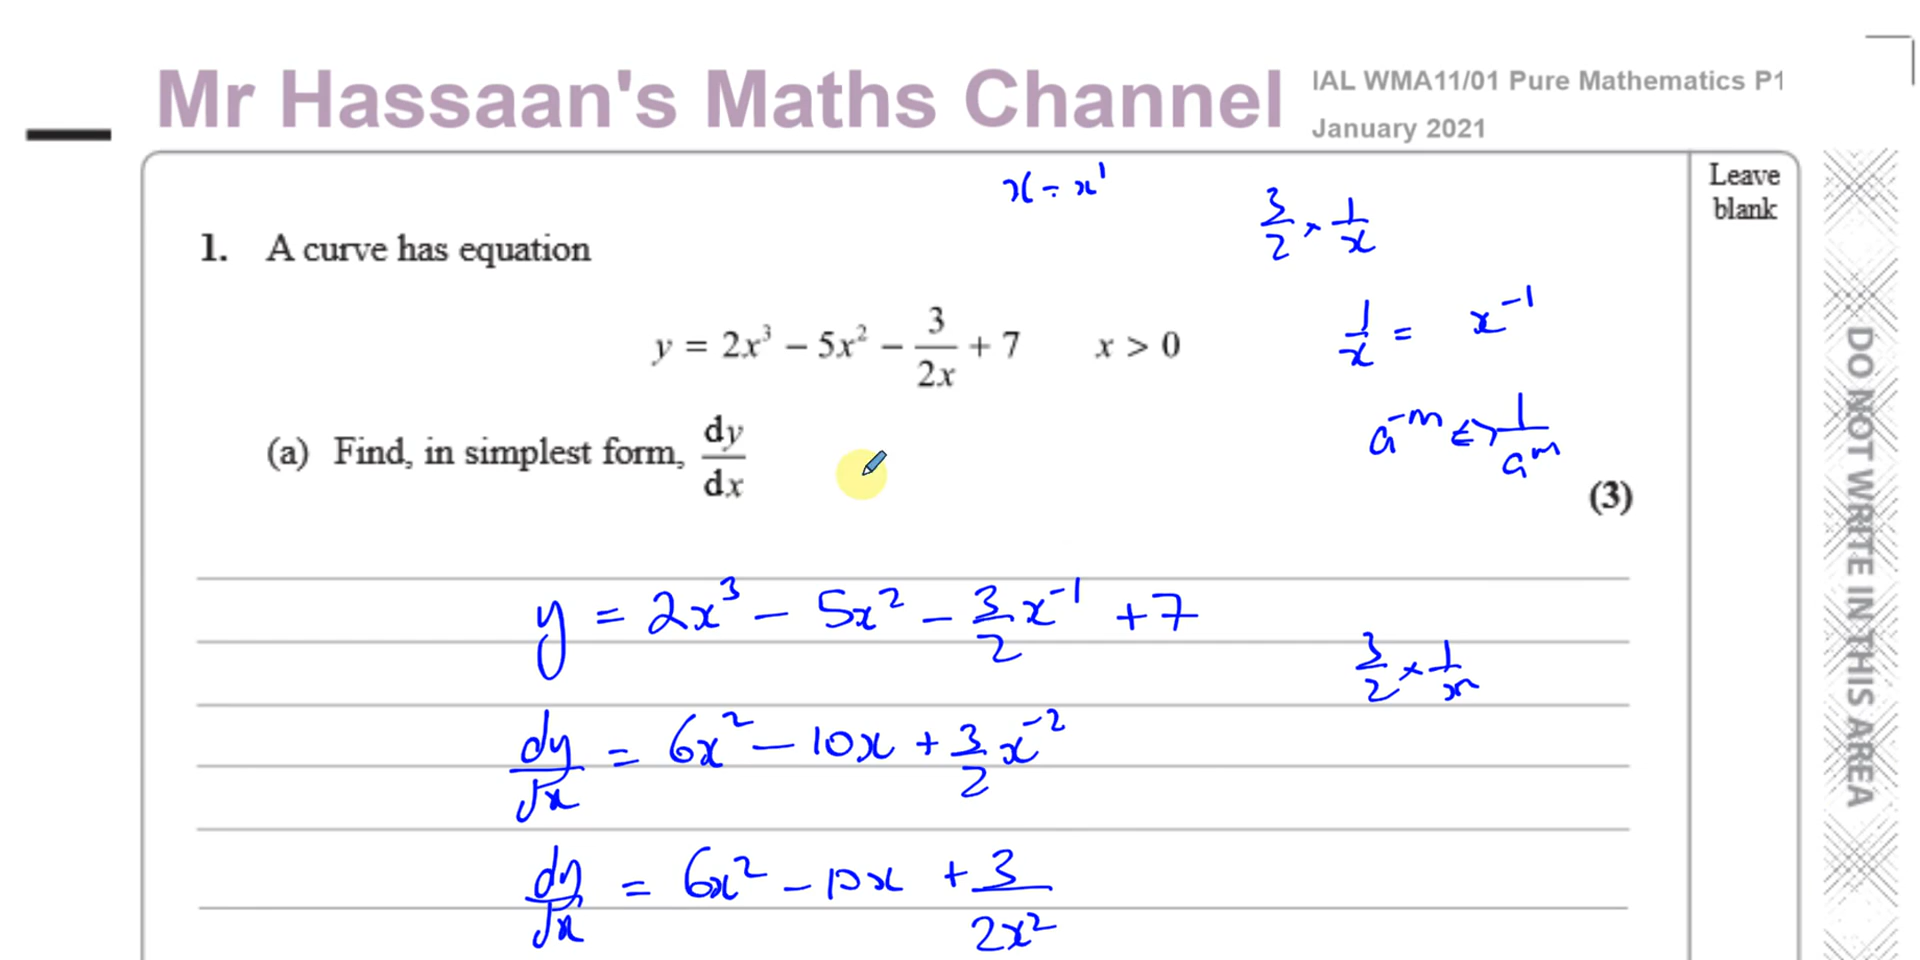 Mr Hassaan's Maths Channel
IAL WMA11/01 Pure Mathematics P1
January 2021
Leave
blank
x = x¹
3/2 × 1/x
1. A curve has equation
1/x = x⁻¹
y = 2x³ − 5x² − 3/2x + 7 x > 0
a⁻ᵐ ⇔ 1/aᵐ
(a) Find, in simplest form, dy/dx
(3)
y = 2x³ − 5x² − 3/2 x⁻¹ + 7
3/2 × 1/x
dy/dx = 6x² − 10x + 3/2 x⁻²
dy/dx = 6x² − 10x + 3/2x²
DO NOT WRITE IN THIS AREA